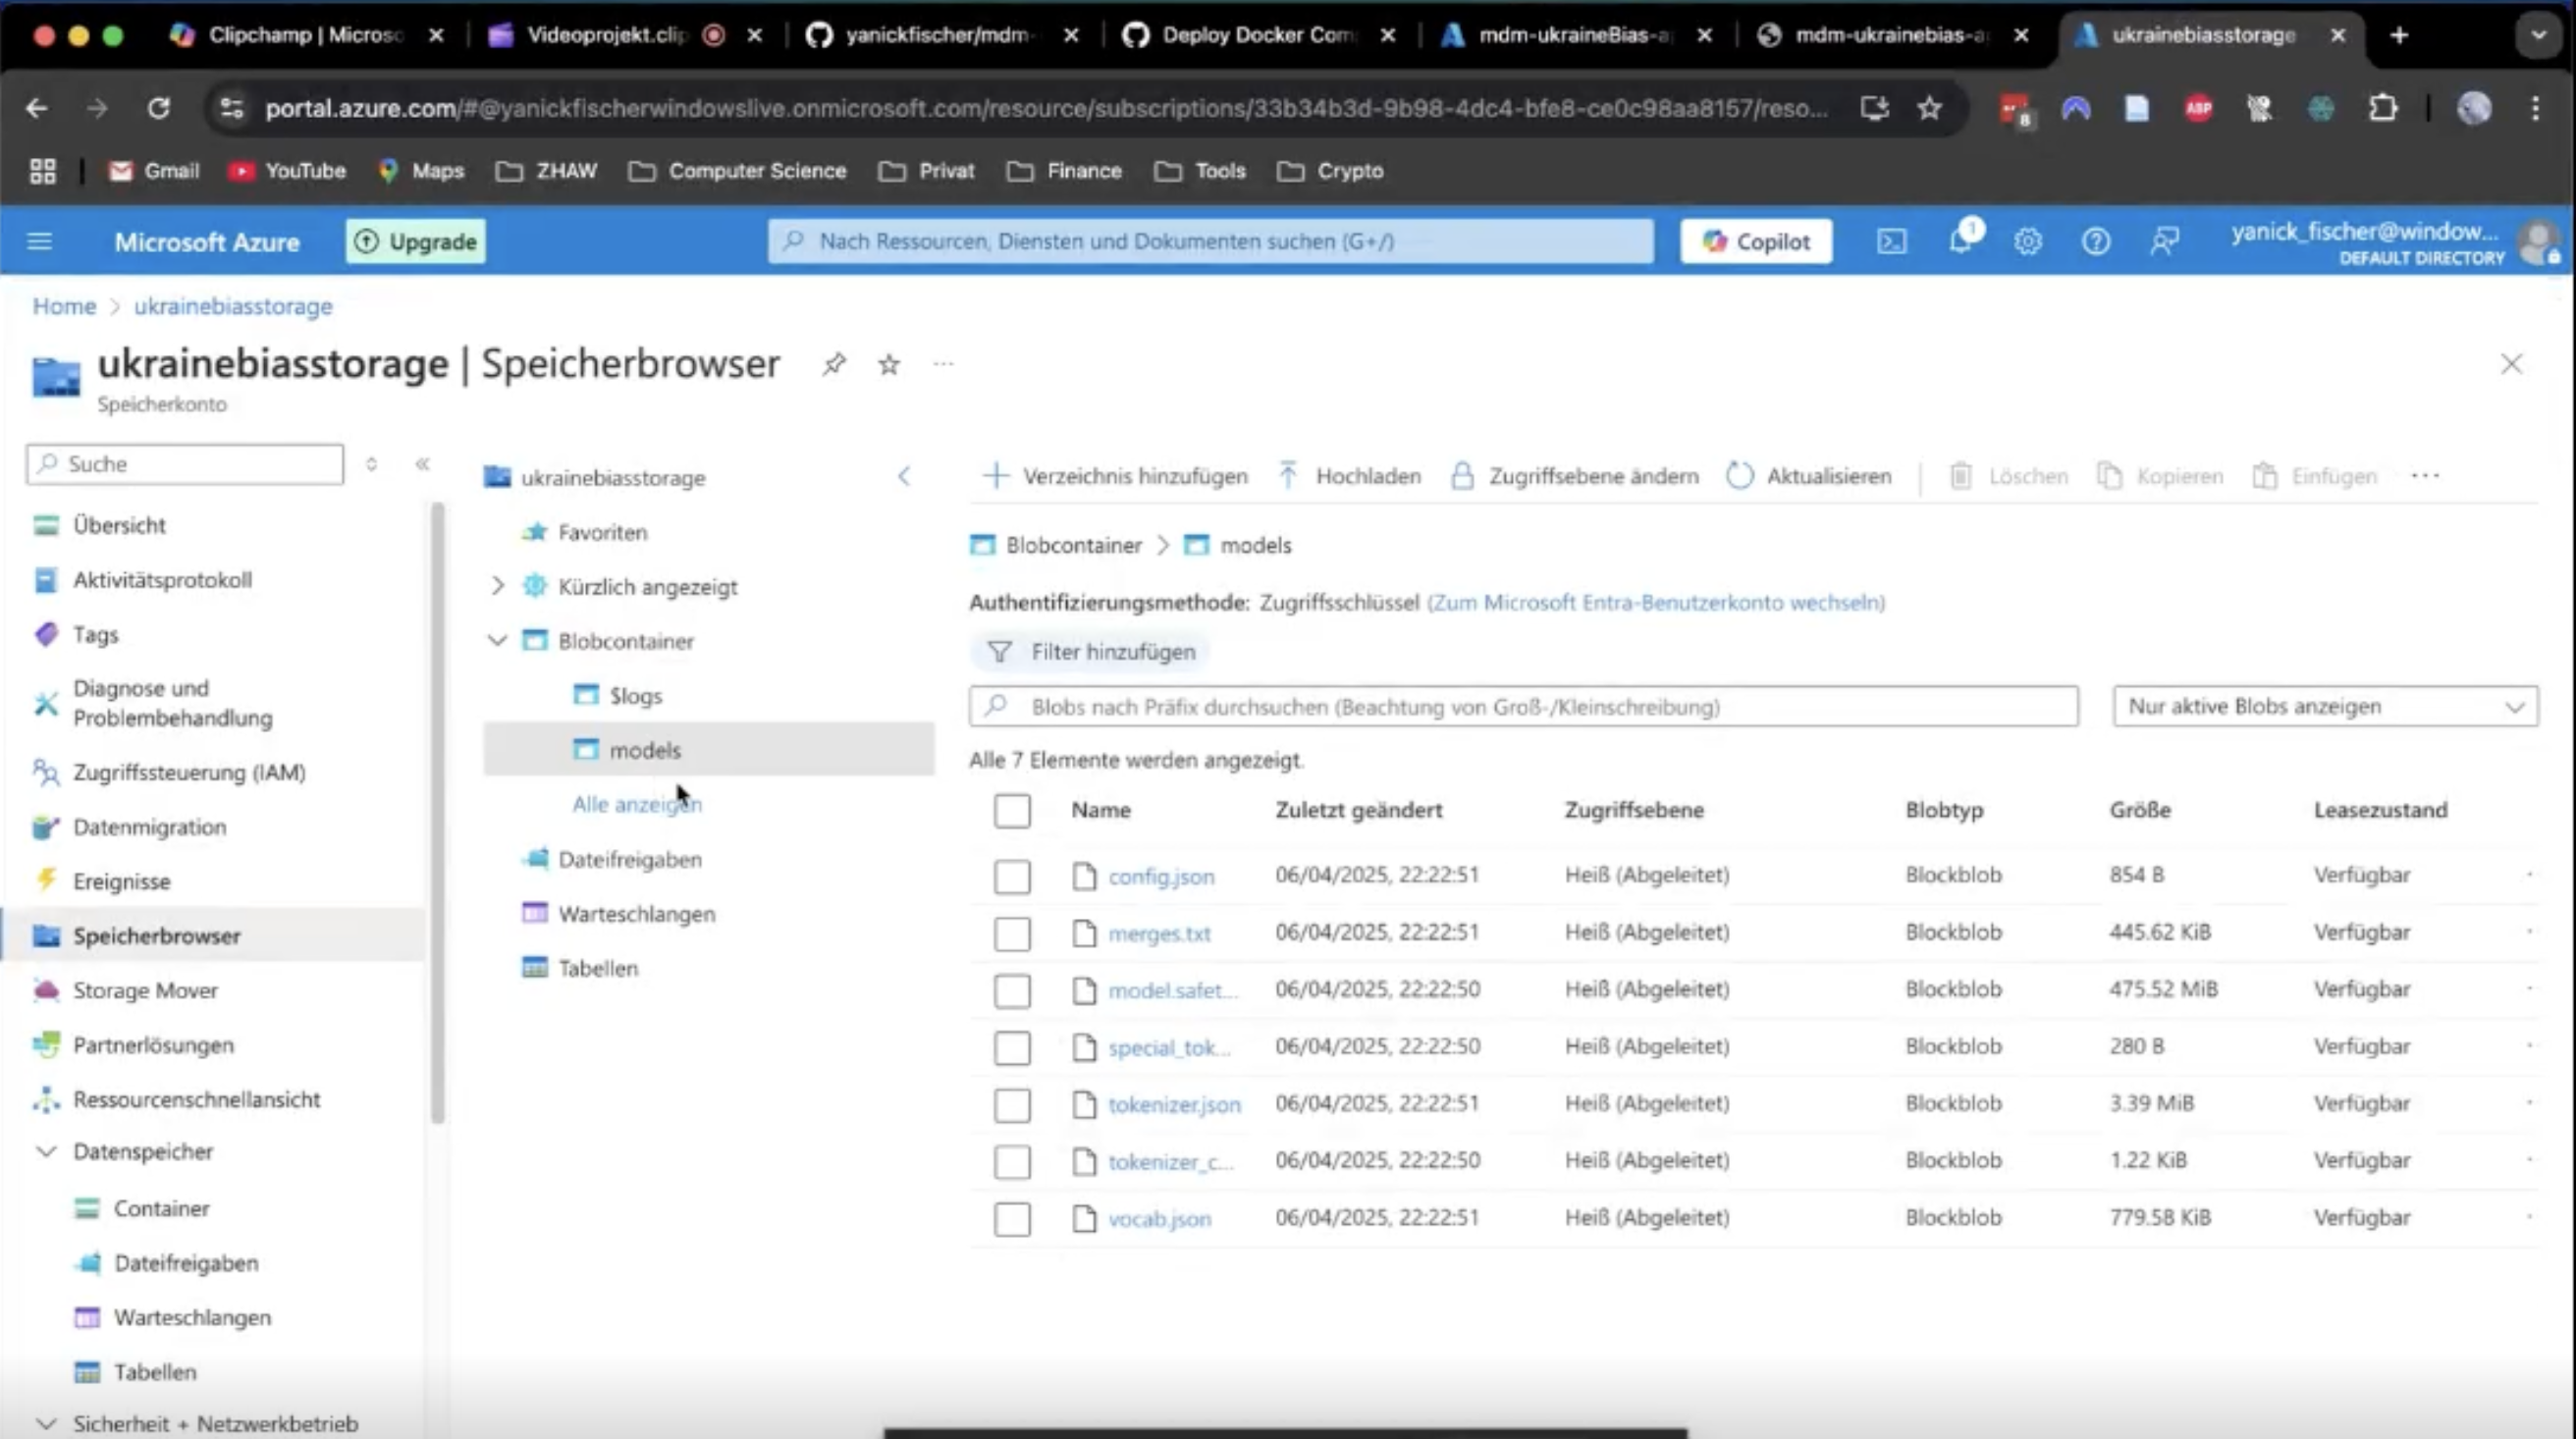 Clipchamp | Microso
Videoprojekt.clip
yanickfischer/mdm-
Deploy Docker Com
mdm-ukraineBias-a
mdm-ukrainebias-a
ukrainebiasstorage
portal.azure.com/#@yanickfischerwindowslive.onmicrosoft.com/resource/subscriptions/33b34b3d-9b98-4dc4-bfe8-ce0c98aa8157/reso...
8
ABP
Gmail
YouTube
Maps
ZHAW
Computer Science
Privat
Finance
Tools
Crypto
Microsoft Azure
Upgrade
Nach Ressourcen, Diensten und Dokumenten suchen (G+/)
Copilot
1
yanick_fischer@window...
DEFAULT DIRECTORY
Home > ukrainebiasstorage
ukrainebiasstorage | Speicherbrowser
Speicherkonto
Suche
Übersicht
Aktivitätsprotokoll
Tags
Diagnose und
Problembehandlung
Zugriffssteuerung (IAM)
Datenmigration
Ereignisse
Speicherbrowser
Storage Mover
Partnerlösungen
Ressourcenschnellansicht
Datenspeicher
Container
Dateifreigaben
Warteschlangen
Tabellen
Sicherheit + Netzwerkbetrieb
ukrainebiasstorage
Favoriten
Kürzlich angezeigt
Blobcontainer
$logs
models
Alle anzeigen
Dateifreigaben
Warteschlangen
Tabellen
Verzeichnis hinzufügen
Hochladen
Zugriffsebene ändern
Aktualisieren
Löschen
Kopieren
Einfügen
Blobcontainer > models
Authentifizierungsmethode: Zugriffsschlüssel (Zum Microsoft Entra-Benutzerkonto wechseln)
Filter hinzufügen
Blobs nach Präfix durchsuchen (Beachtung von Groß-/Kleinschreibung)
Nur aktive Blobs anzeigen
Alle 7 Elemente werden angezeigt.
Name Zuletzt geändert Zugriffsebene Blobtyp Größe Leasezustand
config.json 06/04/2025, 22:22:51 Heiß (Abgeleitet) Blockblob 854 B Verfügbar
merges.txt 06/04/2025, 22:22:51 Heiß (Abgeleitet) Blockblob 445.62 KiB Verfügbar
model.safet... 06/04/2025, 22:22:50 Heiß (Abgeleitet) Blockblob 475.52 MiB Verfügbar
special_tok... 06/04/2025, 22:22:50 Heiß (Abgeleitet) Blockblob 280 B Verfügbar
tokenizer.json 06/04/2025, 22:22:51 Heiß (Abgeleitet) Blockblob 3.39 MiB Verfügbar
tokenizer_c... 06/04/2025, 22:22:50 Heiß (Abgeleitet) Blockblob 1.22 KiB Verfügbar
vocab.json 06/04/2025, 22:22:51 Heiß (Abgeleitet) Blockblob 779.58 KiB Verfügbar